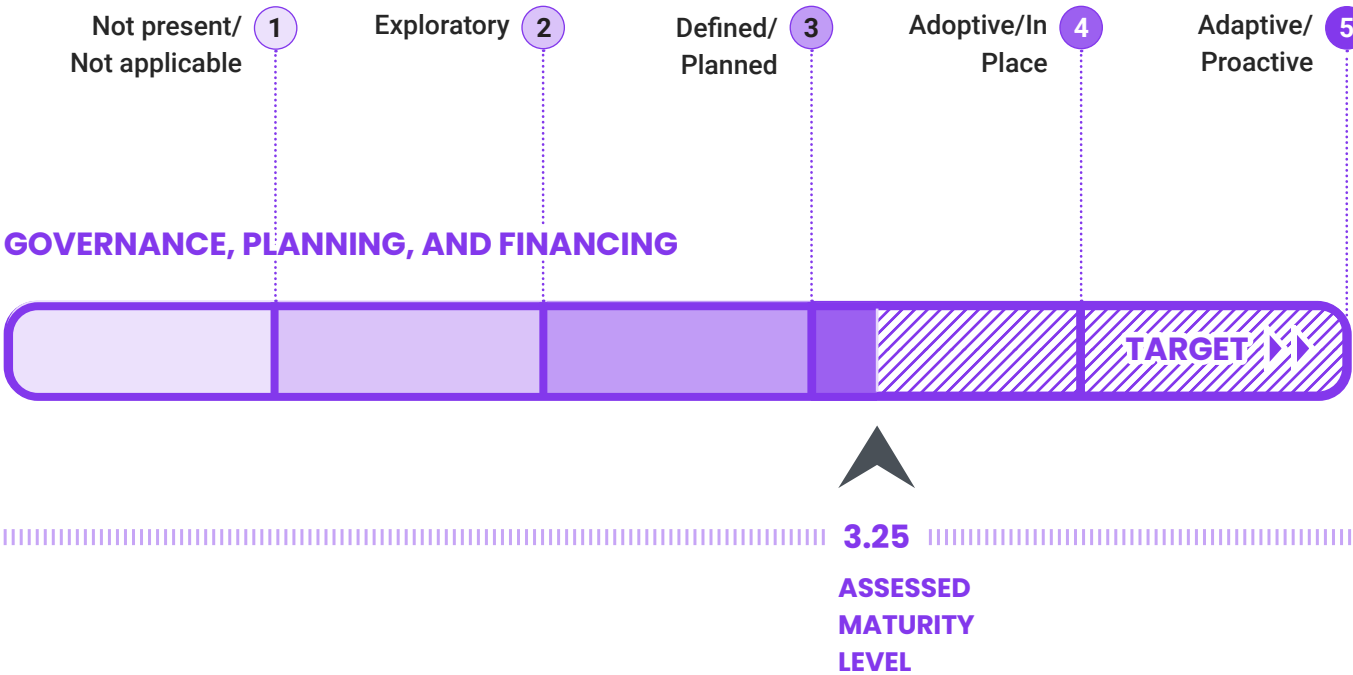 Not present/
Not applicable
1
Exploratory
2
Defined/
Planned
3
Adoptive/In
Place
4
Adaptive/
Proactive
5
GOVERNANCE, PLANNING, AND FINANCING
TARGET
3.25
ASSESSED
MATURITY
LEVEL